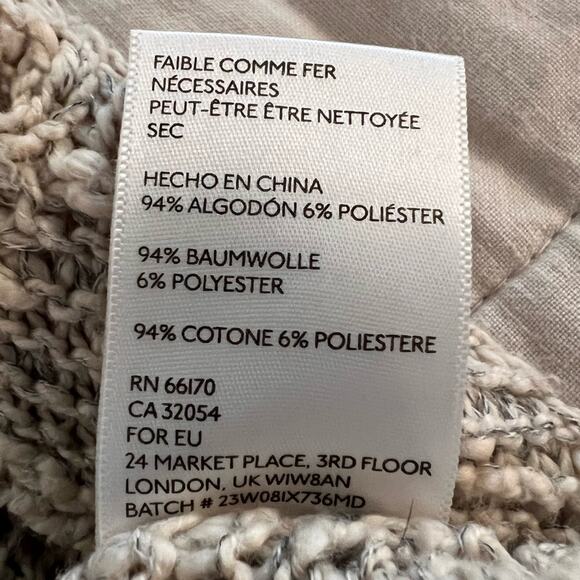 FAIBLE COMME FER
NÉCESSAIRES
PEUT-ÊTRE ÊTRE NETTOYÉE
SEC
HECHO EN CHINA
94% ALGODÓN 6% POLIÉSTER
94% BAUMWOLLE
6% POLYESTER
94% COTONE 6% POLIESTERE
RN 66170
CA 32054
FOR EU
24 MARKET PLACE, 3RD FLOOR
LONDON, UK W1W8AN
BATCH # 23W081X736MD